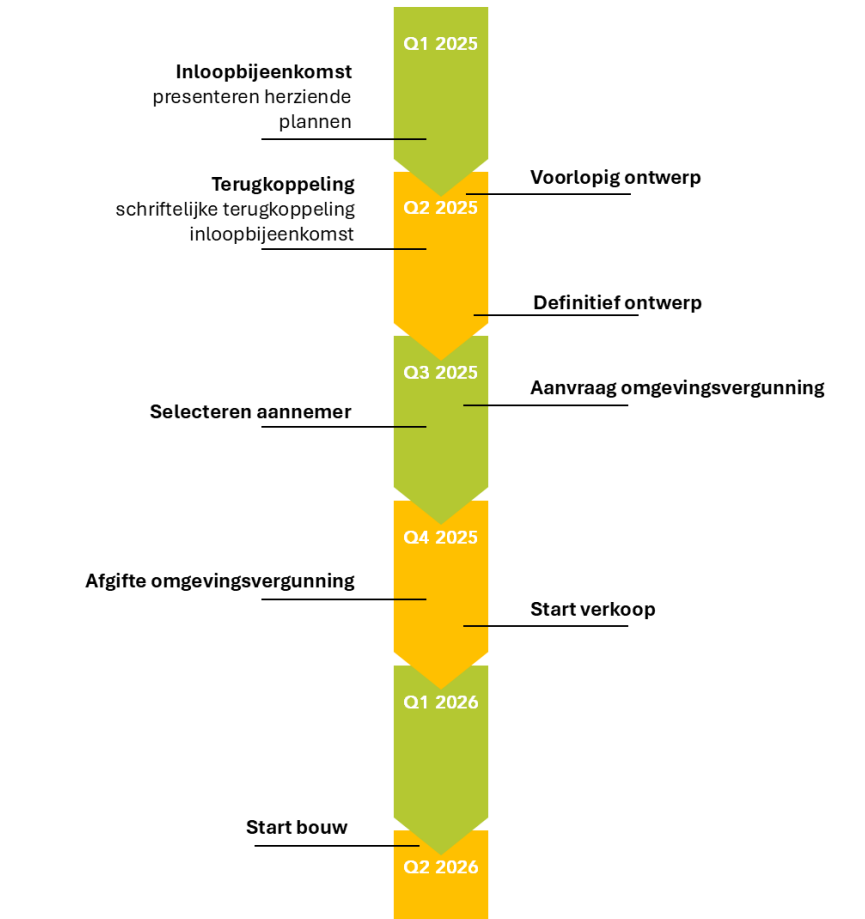 Q1 2025
Inloopbijeenkomst
presenteren herziende
plannen
Voorlopig ontwerp
Terugkoppeling
schriftelijke terugkoppeling
inloopbijeenkomst
Q2 2025
Definitief ontwerp
Q3 2025
Aanvraag omgevingsvergunning
Selecteren aannemer
Q4 2025
Afgifte omgevingsvergunning
Start verkoop
Q1 2026
Start bouw
Q2 2026